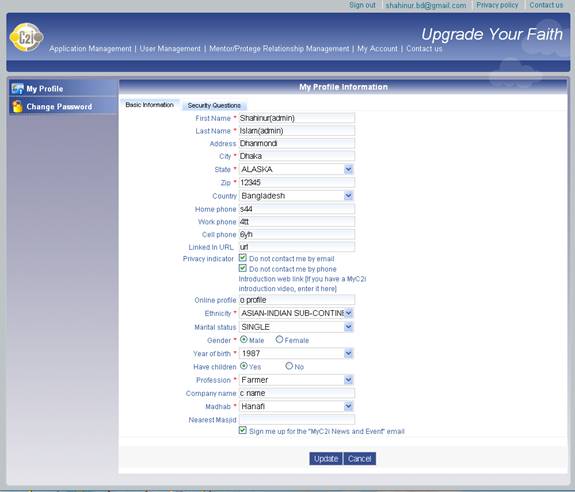 Sign out | shahinur.bd@gmail.com | Privacy policy | Contact us
C2i
Upgrade Your Faith
Application Management | User Management | Mentor/Protege Relationship Management | My Account | Contact us
My Profile
Change Password
My Profile Information
Basic Information Security Questions
First Name * Shahinur(admin)
Last Name * Islam(admin)
Address Dhanmondi
City * Dhaka
State * ALASKA
Zip * 12345
Country Bangladesh
Home phone s44
Work phone 4tt
Cell phone 6yh
Linked In URL url
Privacy indicator Do not contact me by email
Do not contact me by phone
Introduction web link [If you have a MyC2i
introduction video, enter it here]
Online profile o profile
Ethnicity * ASIAN-INDIAN SUB-CONTINE
Marital status SINGLE
Gender * Male Female
Year of birth * 1987
Have children Yes No
Profession * Farmer
Company name c name
Madhab * Hanafi
Nearest Masjid
Sign me up for the "MyC2i News and Event" email
Update Cancel